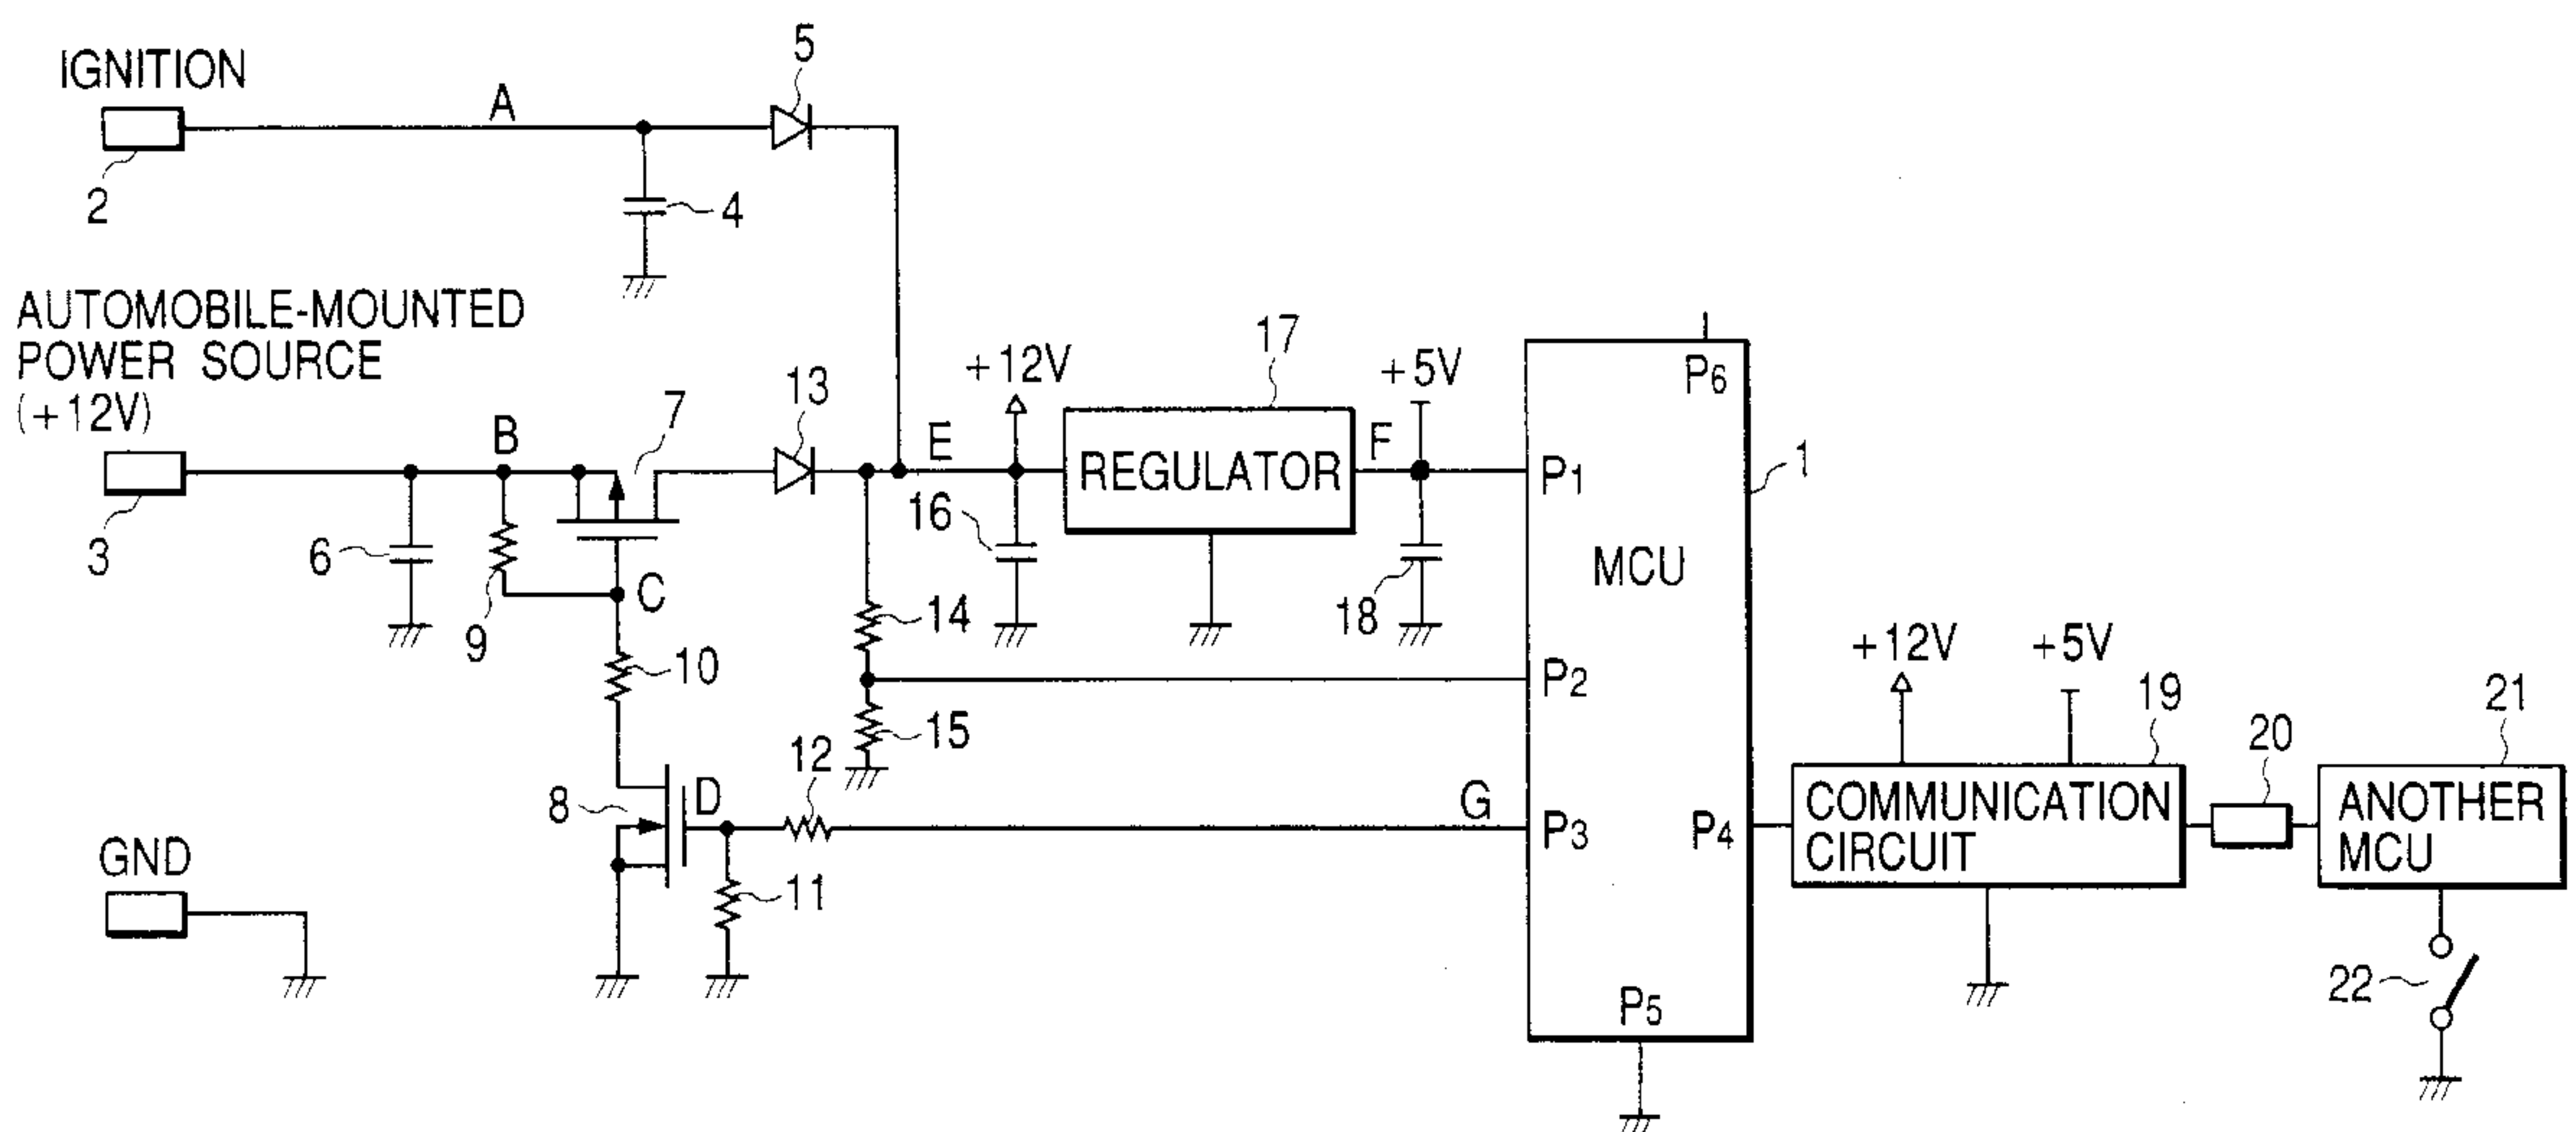 IGNITION
A
5
2
4
AUTOMOBILE-MOUNTED
POWER SOURCE
(+12V)
3
B
7
13
E
+12V
17
REGULATOR
F
+5V
6
9
C
10
14
16
18
15
12
8
D
11
G
GND
P6
P1
MCU
1
P2
P3
P4
P5
+12V
+5V
19
COMMUNICATION
CIRCUIT
20
21
ANOTHER
MCU
22